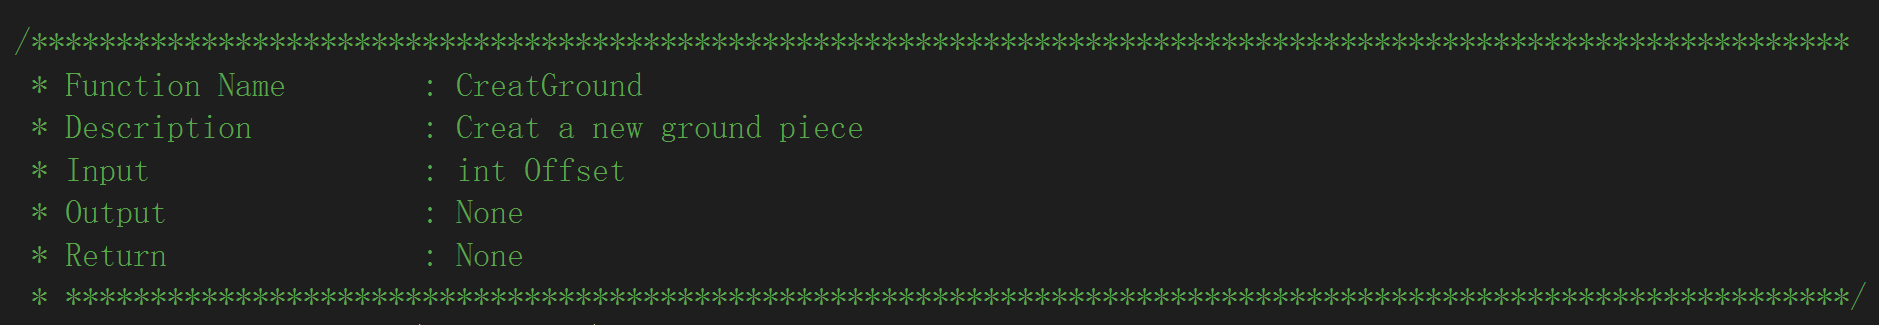 /***********************************************************************************************************
 * Function Name        : CreatGround
 * Description          : Creat a new ground piece
 * Input                : int Offset
 * Output               : None
 * Return               : None
 * *********************************************************************************************************/